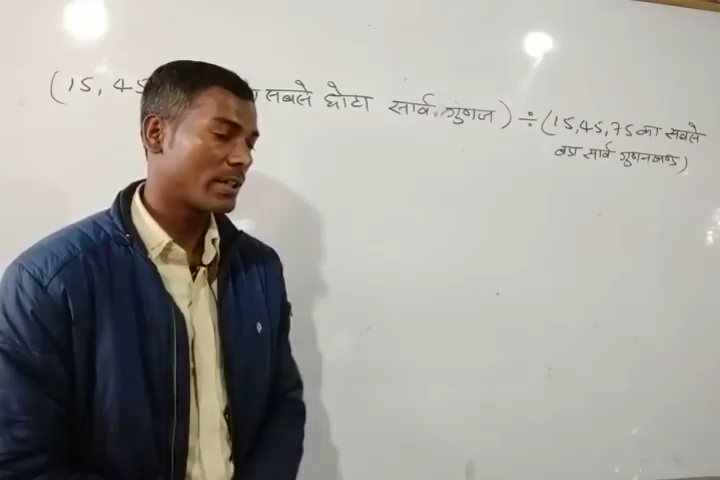 (15, 45 सबसे छोटा सार्व. गुणज) ÷ (15,45,75 का सबसे
बड़ा सार्व गुणनखण्ड)